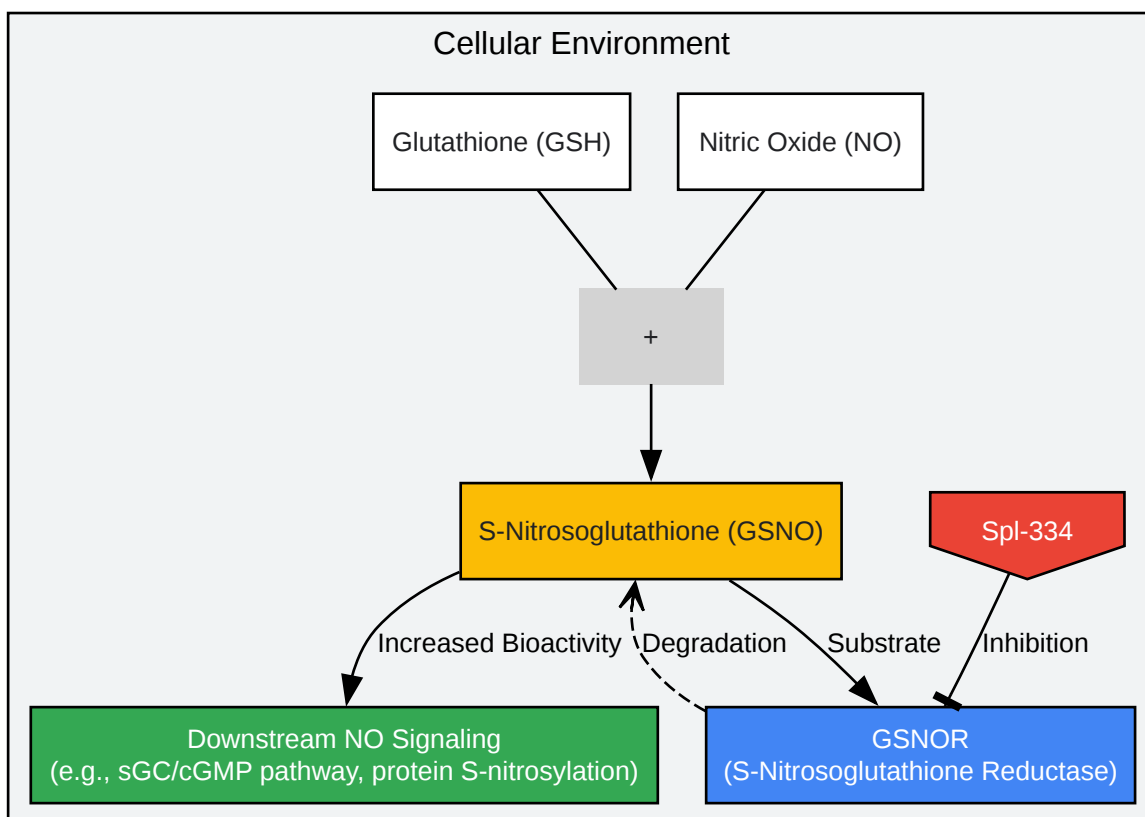 Cellular Environment
Glutathione (GSH)
Nitric Oxide (NO)
+
S-Nitrosoglutathione (GSNO)
Spl-334
Increased Bioactivity
Degradation
Substrate
Inhibition
Downstream NO Signaling
(e.g., sGC/cGMP pathway, protein S-nitrosylation)
GSNOR
(S-Nitrosoglutathione Reductase)